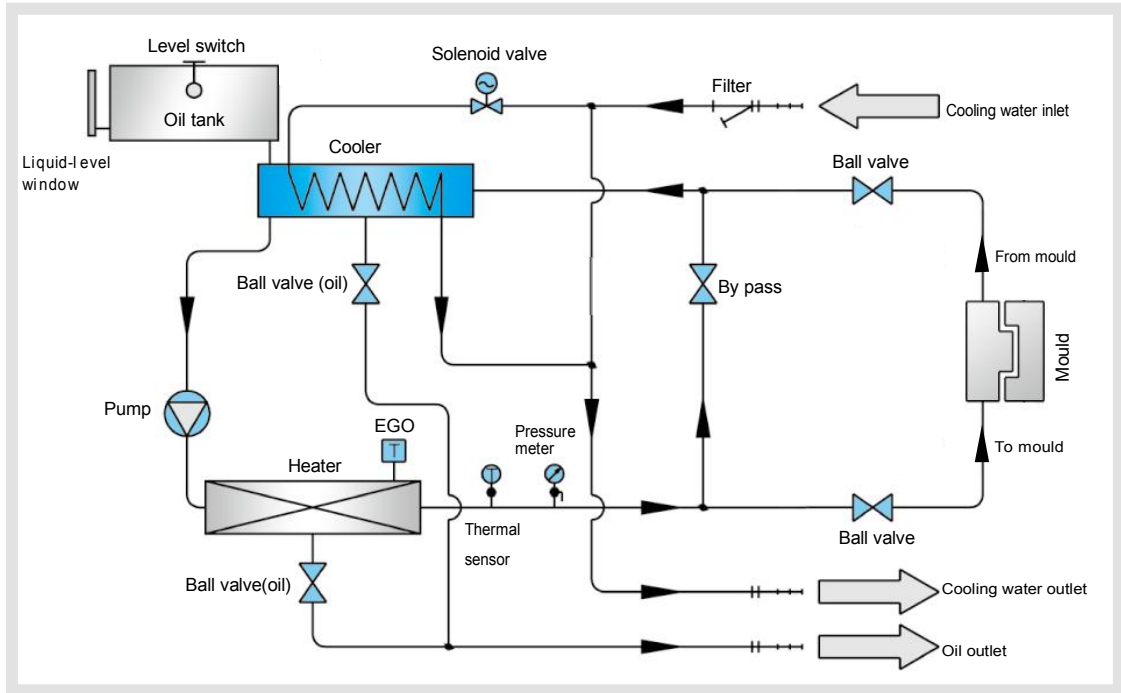 Level switch
Oil tank
Liquid-level
window
Solenoid valve
Filter
Cooling water inlet
Cooler
Ball valve
Ball valve (oil)
By pass
From mould
Mould
Pump
EGO
T
Heater
T
Pressure
meter
To mould
Thermal
sensor
Ball valve
Ball valve(oil)
Cooling water outlet
Oil outlet